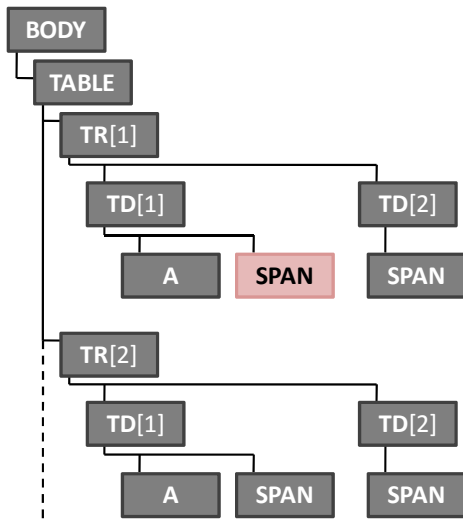 BODY
TABLE
TR[1]
TD[1] TD[2]
A SPAN SPAN
TR[2]
TD[1] TD[2]
A SPAN SPAN